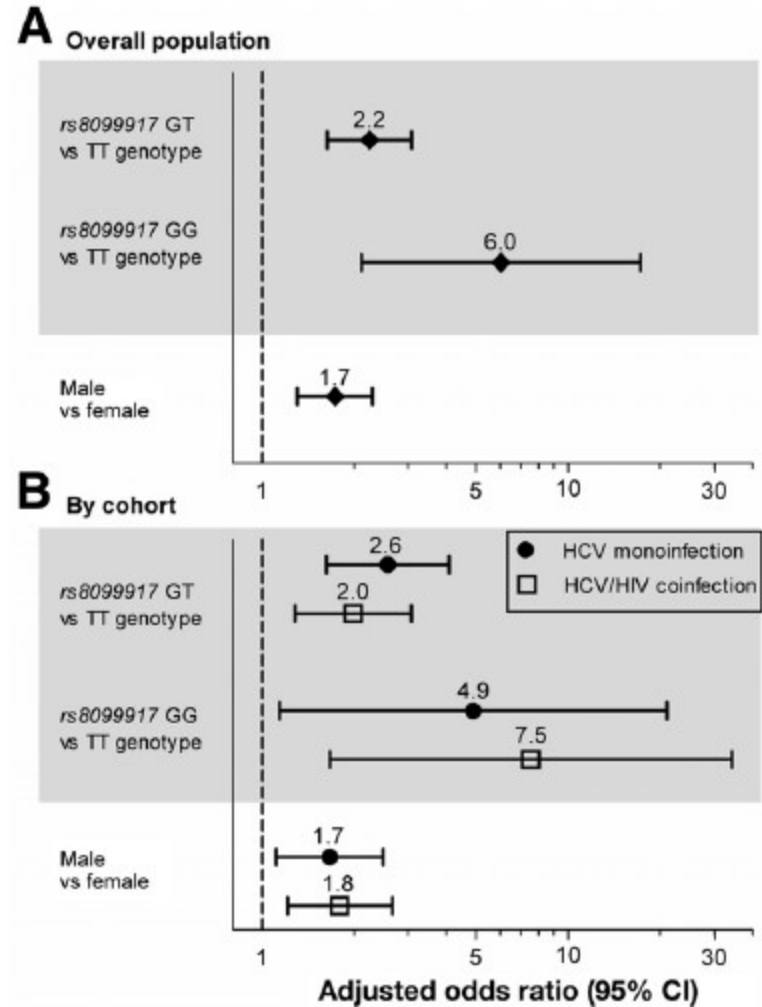 A Overall population
rs8099917 GT
vs TT genotype
2.2
rs8099917 GG
vs TT genotype
6.0
Male
vs female
1.7
1 5 10 30
B By cohort
HCV monoinfection
HCV/HIV coinfection
rs8099917 GT
vs TT genotype
2.6
2.0
rs8099917 GG
vs TT genotype
4.9
7.5
Male
vs female
1.7
1.8
1 5 10 30
Adjusted odds ratio (95% CI)